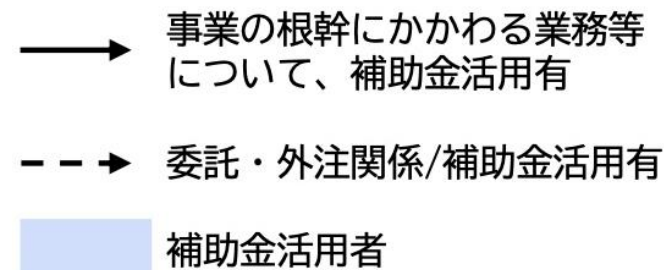 事業の根幹にかかわる業務等
について、補助金活用有
委託・外注関係/補助金活用有
補助金活用者